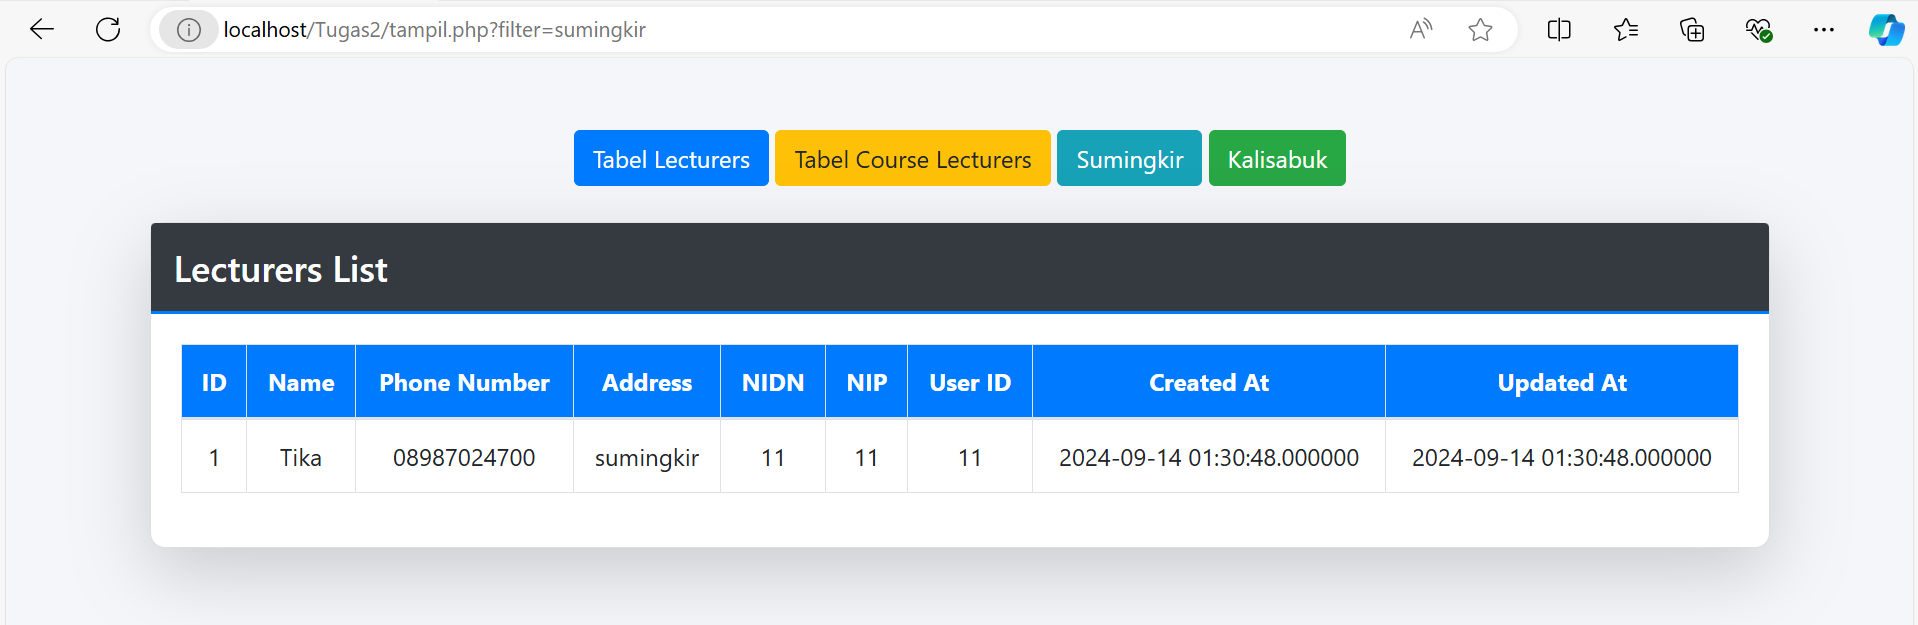 localhost/Tugas2/tampil.php?filter=sumingkir
Tabel Lecturers Tabel Course Lecturers Sumingkir Kalisabuk
Lecturers List
ID Name Phone Number Address NIDN NIP User ID Created At Updated At
1 Tika 08987024700 sumingkir 11 11 11 2024-09-14 01:30:48.000000 2024-09-14 01:30:48.000000